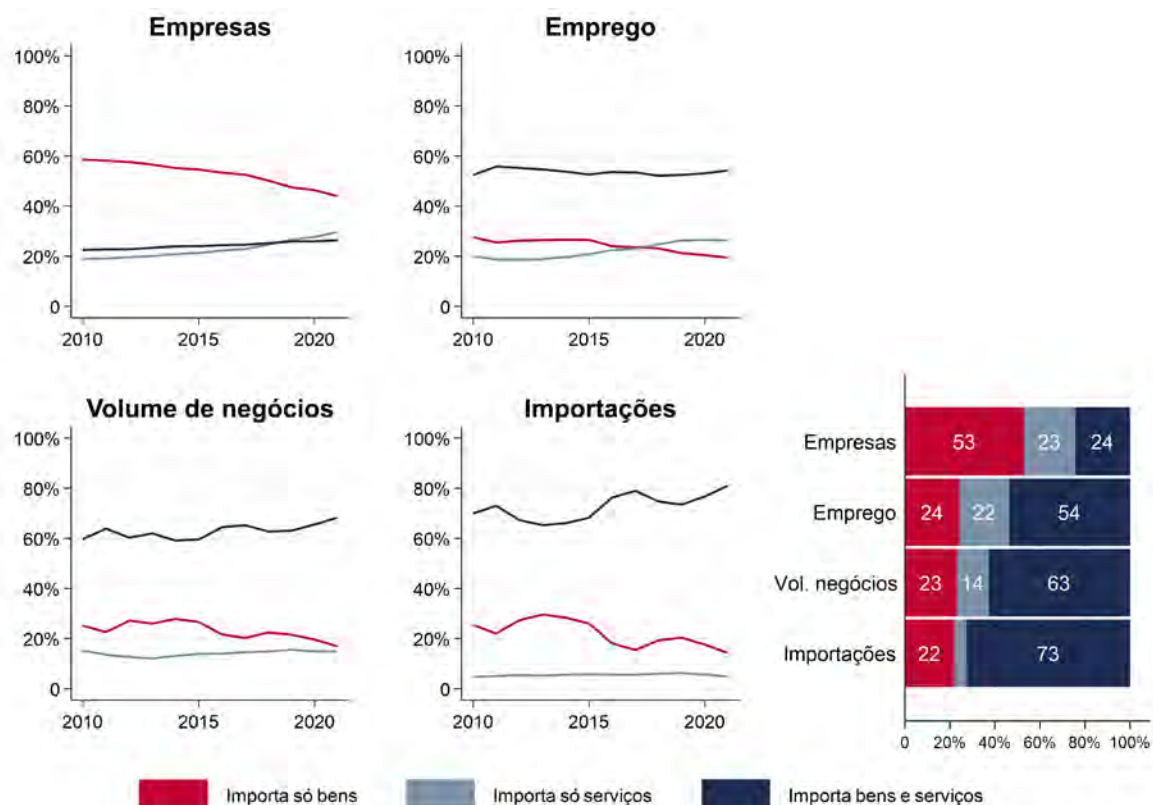 Empresas
100%
80%
60%
40%
20%
0
2010 2015 2020
Emprego
100%
80%
60%
40%
20%
0
2010 2015 2020
Volume de negócios
100%
80%
60%
40%
20%
0
2010 2015 2020
Importações
100%
80%
60%
40%
20%
0
2010 2015 2020
Empresas 53 23 24
Emprego 24 22 54
Vol. negócios 23 14 63
Importações 22 73
0 20% 40% 60% 80% 100%
Importa só bens Importa só serviços Importa bens e serviços